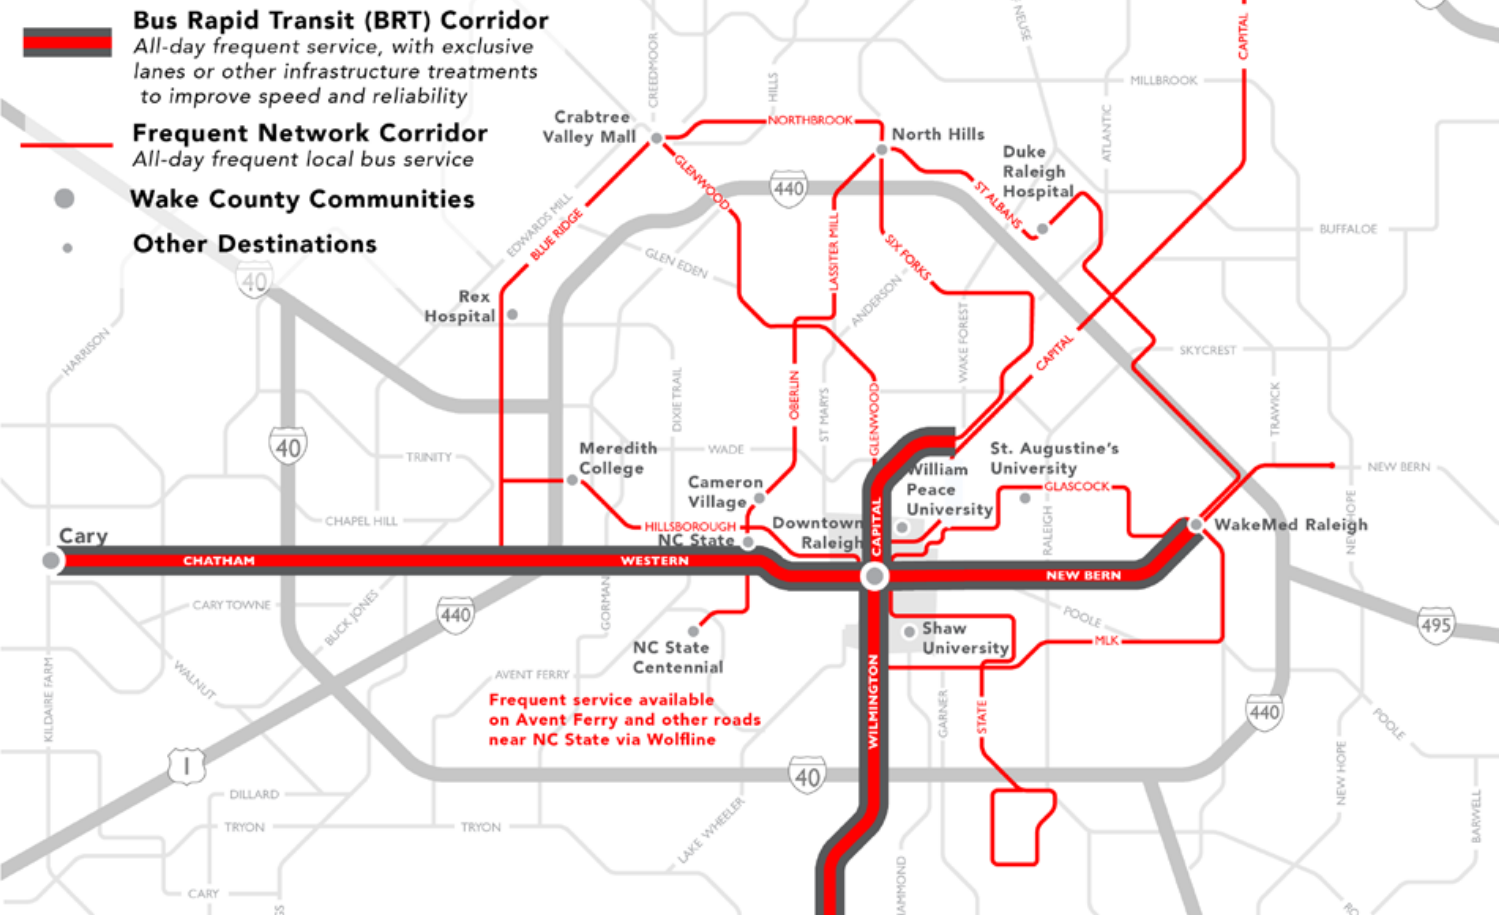 Bus Rapid Transit (BRT) Corridor
All-day frequent service, with exclusive
lanes or other infrastructure treatments
to improve speed and reliability
Frequent Network Corridor
All-day frequent local bus service
Wake County Communities
Other Destinations
CREEDMOOR
HILLS
NEUSE
CAPITAL
MILLBROOK
ATLANTIC
Crabtree
Valley Mall
NORTHBROOK
North Hills
Duke
Raleigh
Hospital
GLENWOOD
440
ST ALBANS
EDWARDS MILL
BLUE RIDGE
LASSITER MILL
SIX FORKS
BUFFALOE
GLEN EDEN
40
ANDERSON
Rex
Hospital
HARRISON
WAKE FOREST
CAPITAL
SKYCREST
DIXIE TRAIL
OBERLIN
ST MARYS
GLENWOOD
TRAWICK
40
TRINITY
Meredith
College
WADE
St. Augustine's
University
NEW BERN
William
Peace
University
Cameron
Village
GLASCOCK
CHAPEL HILL
HILLSBOROUGH
Downtown
Raleigh
CAPITAL
RALEIGH
WakeMed Raleigh
NEW HOPE
Cary
NC State
CHATHAM
WESTERN
NEW BERN
CARY TOWNE
BUCK JONES
440
GORMAN
POOLE
495
Shaw
University
MLK
NC State
Centennial
KILDAIRE FARM
WALNUT
AVENT FERRY
WILMINGTON
GARNER
STATE
440
POOLE
Frequent service available
on Avent Ferry and other roads
near NC State via Wolfline
1
40
NEW HOPE
BARWELL
DILLARD
TRYON
TRYON
LAKE WHEELER
CARY
HAMMOND